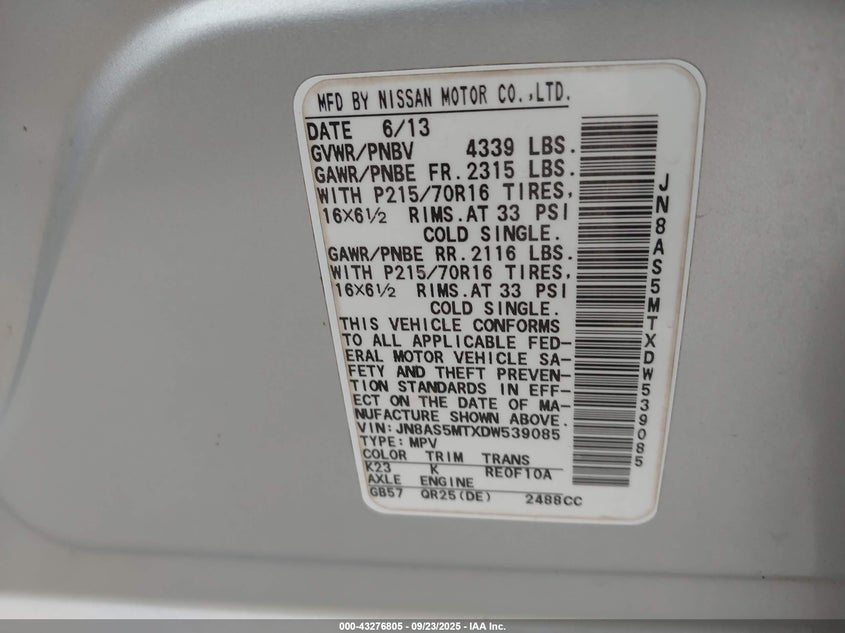 MFD BY NISSAN MOTOR CO.,LTD.
DATE 6/13
GVWR/PNBV 4339 LBS.
GAWR/PNBE FR. 2315 LBS.
WITH P215/70R16 TIRES,
16X6½ RIMS. AT 33 PSI
COLD SINGLE.
GAWR/PNBE RR. 2116 LBS.
WITH P215/70R16 TIRES,
16X6½ RIMS. AT 33 PSI
COLD SINGLE.
THIS VEHICLE CONFORMS
TO ALL APPLICABLE FED-
ERAL MOTOR VEHICLE SA-
FETY AND THEFT PREVEN-
TION STANDARDS IN EFF-
ECT ON THE DATE OF MA-
NUFACTURE SHOWN ABOVE.
VIN: JN8AS5MTXDW539085
TYPE: MPV
COLOR TRIM TRANS
K23 K RE0F10A
AXLE ENGINE
GB57 QR25(DE) 2488CC
JN8AS5MTXDW539085
000-43276805 - 09/23/2025 - IAA Inc.